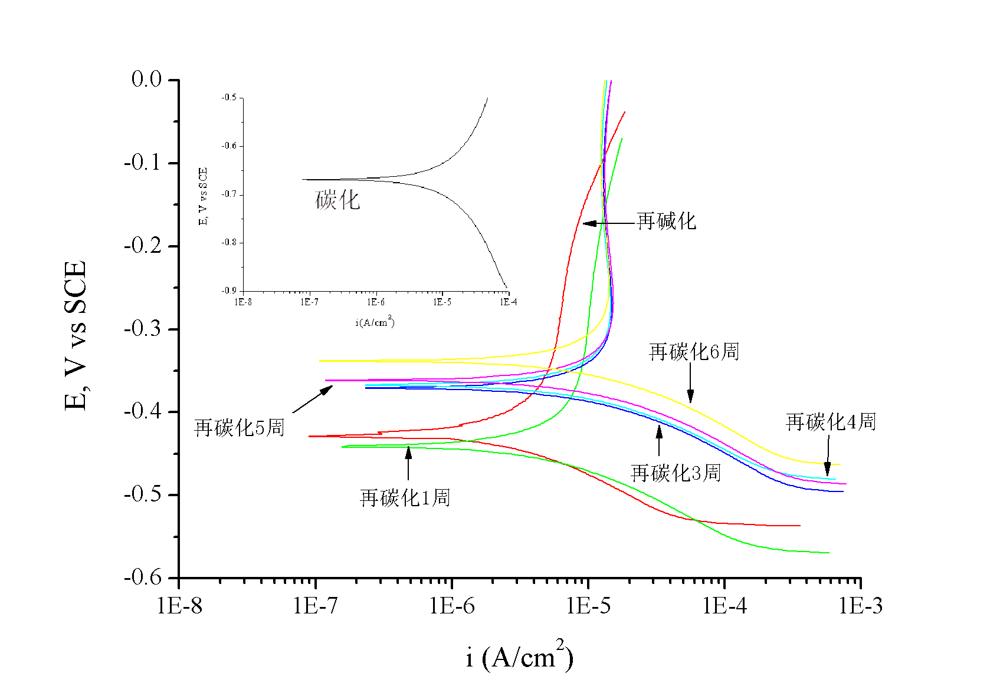 0.0
-0.1
-0.2
-0.3
-0.4
-0.5
-0.6
E, V vs SCE
1E-8
1E-7
1E-6
1E-5
1E-4
1E-3
i (A/cm²)
-0.5
-0.6
-0.7
-0.8
-0.9
E, V vs SCE
碳化
1E-8
1E-7
1E-6
1E-5
1E-4
i(A/cm²)
再碱化
再碳化6周
再碳化5周
再碳化4周
再碳化3周
再碳化1周